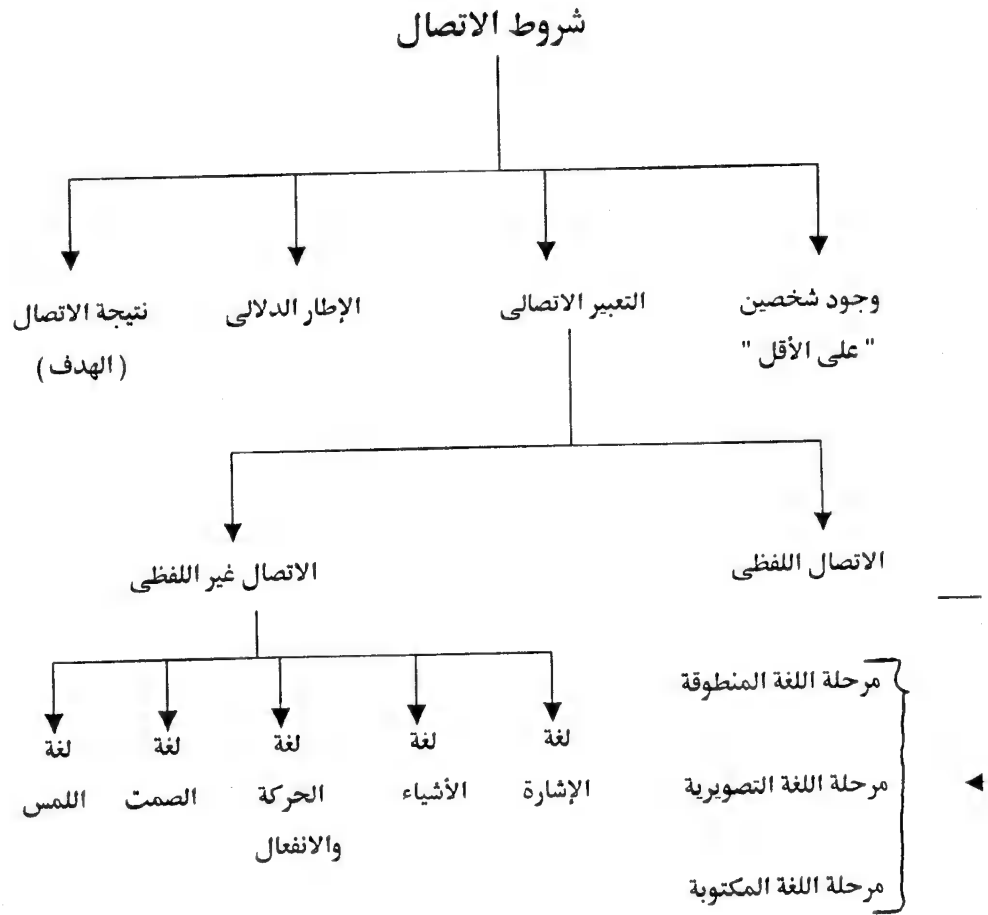 شروط الاتصال
وجود شخصين
" على الأقل "
التعبير الاتصالى
الإطار الدلالى
نتيجة الاتصال
( الهدف )
الاتصال اللفظى
الاتصال غير اللفظى
مرحلة اللغة المنطوقة
مرحلة اللغة التصويرية
مرحلة اللغة المكتوبة
لغة
الإشارة
لغة
الأشياء
لغة
الحركة
والانفعال
لغة
الصمت
لغة
اللمس